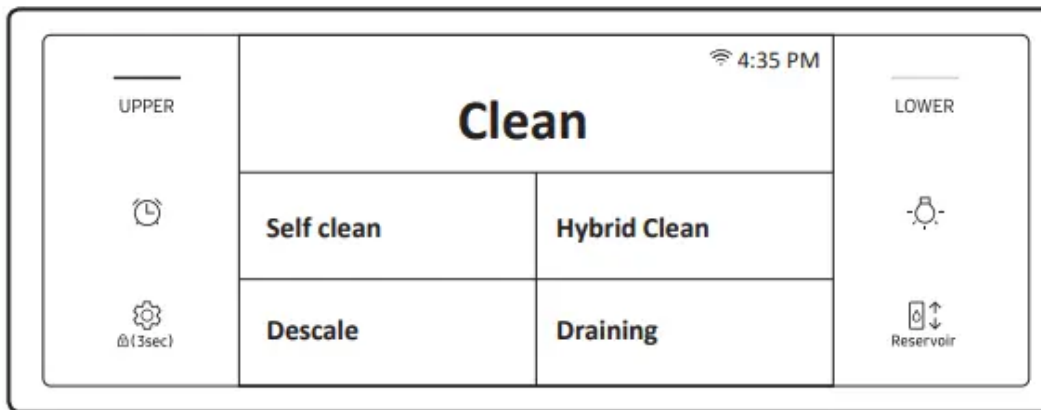 UPPER
(3sec)
4:35 PM
Clean
Self clean
Hybrid Clean
Descale
Draining
LOWER
Reservoir